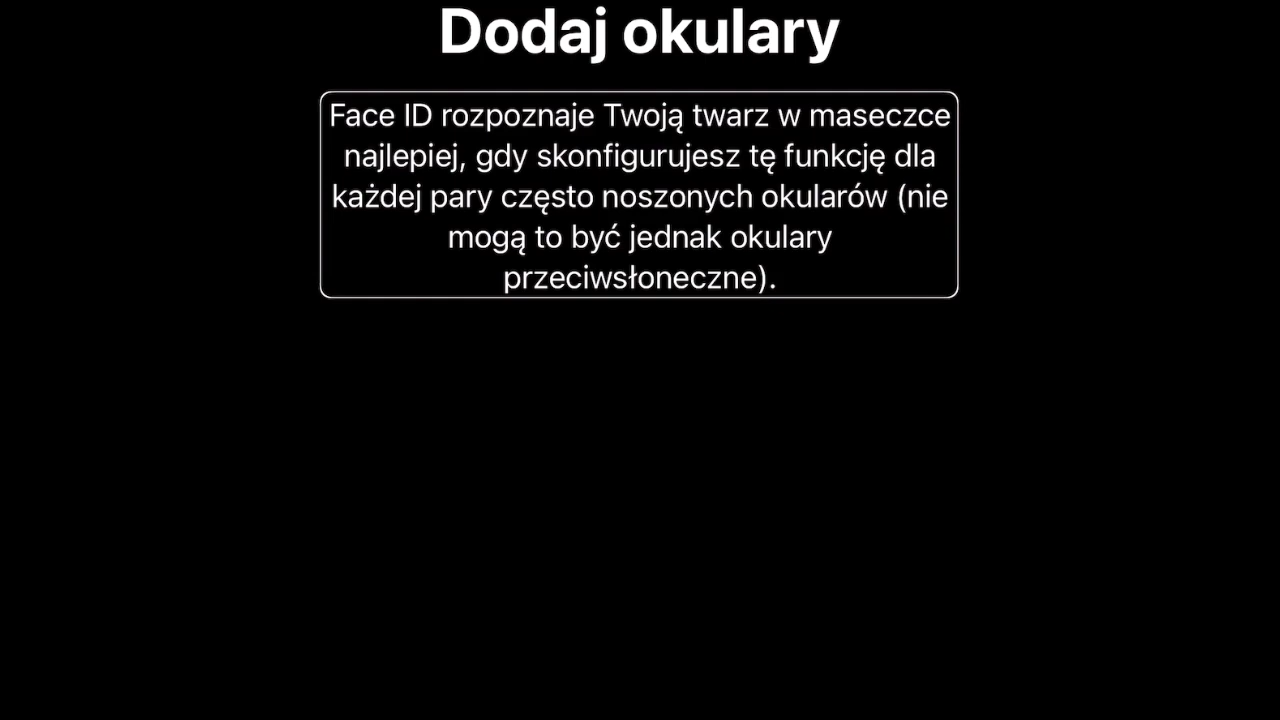 Dodaj okulary
Face ID rozpoznaje Twoją twarz w maseczce
najlepiej, gdy skonfigurujesz tę funkcję dla
każdej pary często noszonych okularów (nie
mogą to być jednak okulary
przeciwsłoneczne).